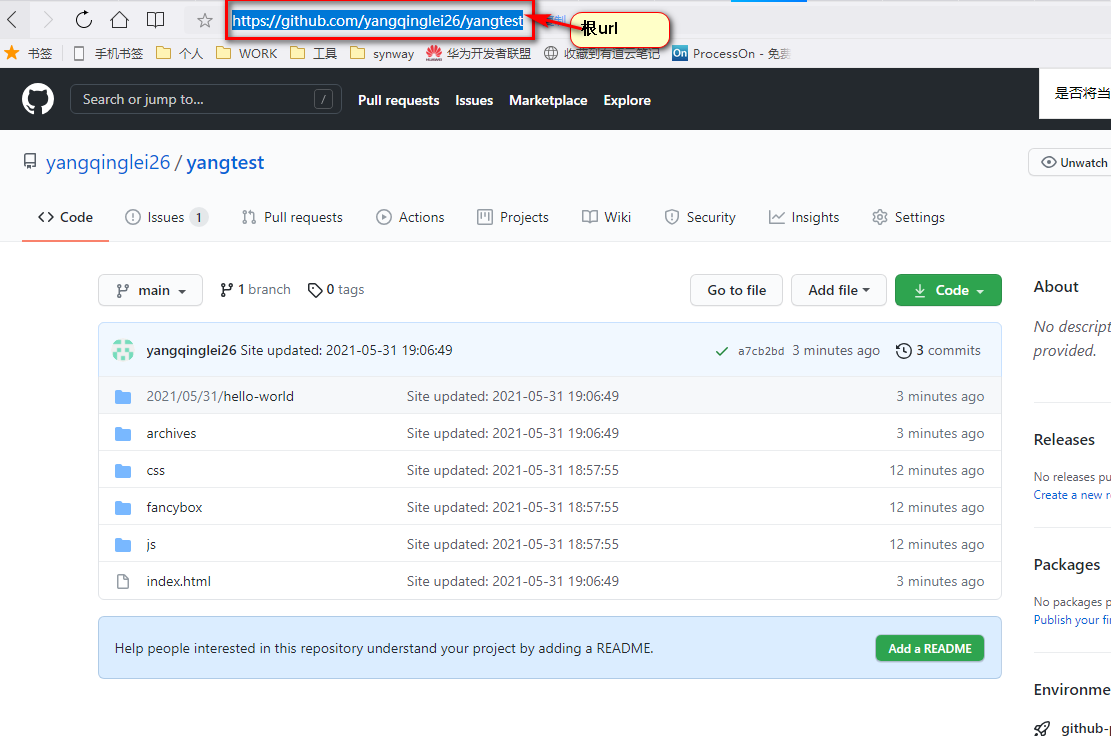 https://github.com/yangqinglei26/yangtest
根url
书签 手机书签 个人 WORK 工具 synway 华为开发者联盟 收藏到有道云笔记 On ProcessOn - 免费
Search or jump to... / Pull requests Issues Marketplace Explore
是否将当
yangqinglei26 / yangtest
Unwatch
Code Issues 1 Pull requests Actions Projects Wiki Security Insights Settings
main 1 branch 0 tags Go to file Add file Code
About
No descript
provided.
yangqinglei26 Site updated: 2021-05-31 19:06:49 a7cb2bd 3 minutes ago 3 commits
2021/05/31/hello-world Site updated: 2021-05-31 19:06:49 3 minutes ago
archives Site updated: 2021-05-31 19:06:49 3 minutes ago
css Site updated: 2021-05-31 18:57:55 12 minutes ago
fancybox Site updated: 2021-05-31 18:57:55 12 minutes ago
js Site updated: 2021-05-31 18:57:55 12 minutes ago
index.html Site updated: 2021-05-31 19:06:49 3 minutes ago
Releases
No releases pu
Create a new r
Packages
No packages p
Publish your fi
Help people interested in this repository understand your project by adding a README. Add a README
Environme
github-p